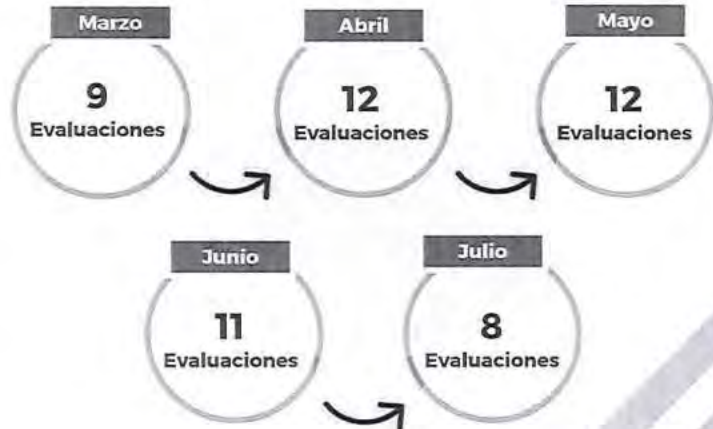 Marzo
9
Evaluaciones
Abril
12
Evaluaciones
Mayo
12
Evaluaciones
Junio
11
Evaluaciones
Julio
8
Evaluaciones